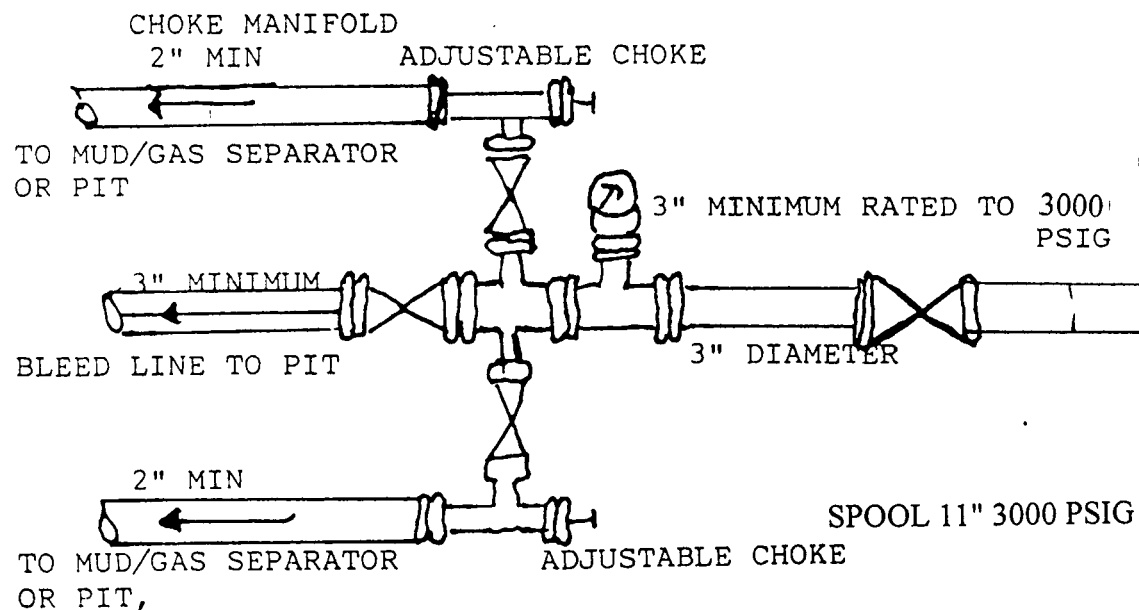 CHOKE MANIFOLD
2" MIN
ADJUSTABLE CHOKE
TO MUD/GAS SEPARATOR
OR PIT
3" MINIMUM RATED TO 3000
PSIG
3" MINIMUM
BLEED LINE TO PIT
3" DIAMETER
2" MIN
SPOOL 11" 3000 PSIG
TO MUD/GAS SEPARATOR
OR PIT,
ADJUSTABLE CHOKE